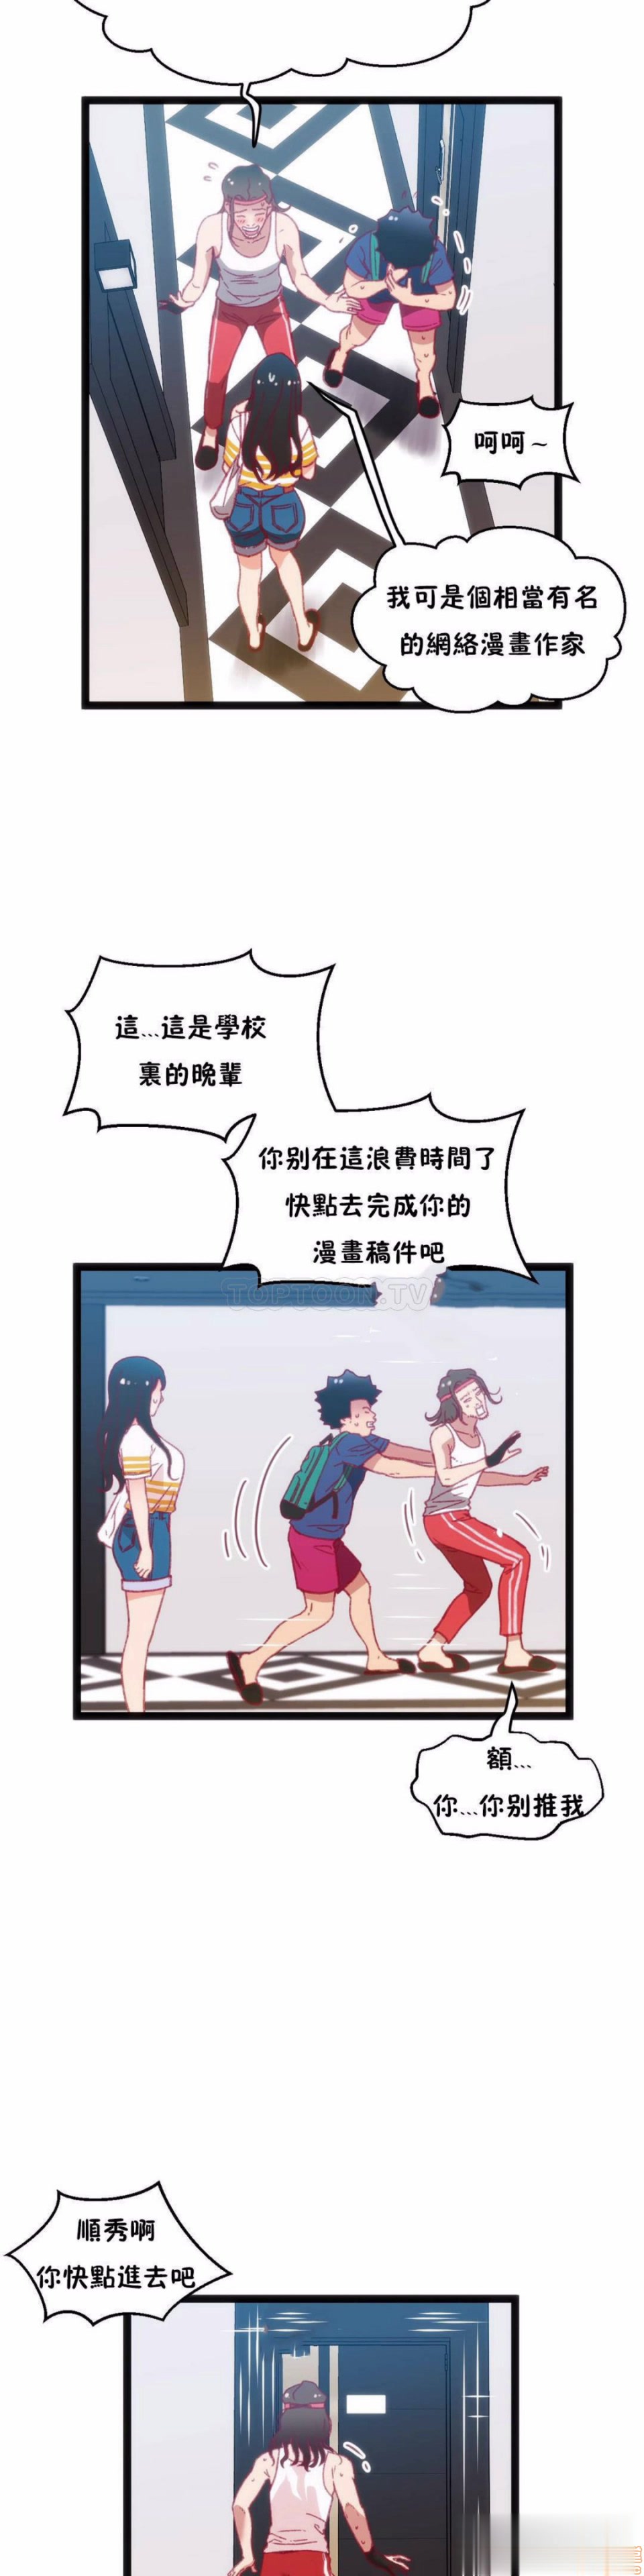 呵呵～
我可是個相當有名
的網絡漫畫作家
這...這是學校
裏的晚輩
你别在這浪費時間了
快點去完成你的
漫畫稿件吧
TOPTOON.TV
額...
你...你别推我
順秀啊
你快點進去吧